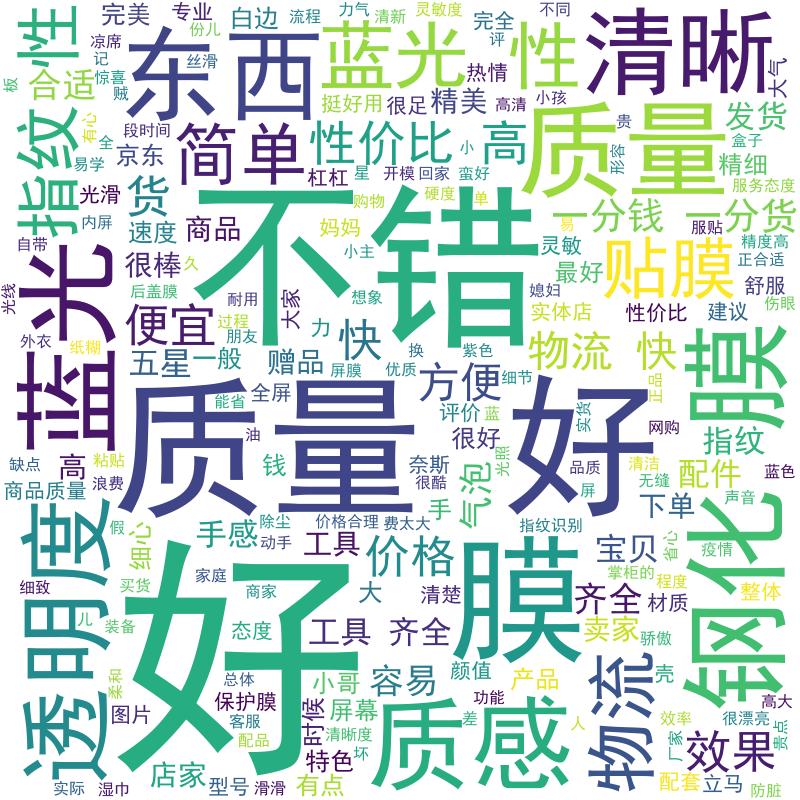 完美
专业
白边
流程
力气
清新
灵敏度
完全
不同
性
凉席
份儿
记
丝滑
东西
蓝光
热情
评
性
清晰
大气
板
合适
惊喜
贼
挺好用
很足
精美
高清
小孩
贵
发货
指纹
有心
段时间
全
易学
京东
简单
性价比
高
质量
盒子
形容
精细
光滑
货
杠杠
星
小
开模
回家
蛮好
服务态度
内屏
购物
硬度
单
一分钱 一分货
自带
速度
商品
妈妈
易
服贴
精度高
蓝光
很棒
久
不错
小主
灵敏
贴膜
正合适
光线
后盖膜
耐用
大家
想象
最好
舒服
伤眼
外衣
便宜
过程
朋友
力
媳妇
实体店
性价比
建议
纸糊
五星
一般
赠品
快
换
紫色
物流 快
膜
屏膜
优质
方便
细节
正品
能省
全屏
质量
评价
蓝
好
卖货
网购
指纹
缺点
高
粘贴
油
很好
光照
品质
清洁
无缝
配件
蓝色
商品质量
浪费
钱
奈斯
很酷
气泡
屏
下单
声音
透明度
假
细心
手感
除尘
价格合理
费太大
手
指纹识别
省心
钢化
动手
工具
价格
宝贝
疫情
掌柜的
细致
买货
家庭
商家
好
大
清楚
膜
齐全
程度
材质
整体
儿
装备
态度
工具 齐全
卖家
骄傲
柔和
总体
小哥
容易
颜值
产品
物流
壳
图片
保护膜
时候
屏幕
质感
功能
高大
客服
清晰度
差
人
效率
很漂亮
贵点
配品
特色
坏
厂家
效果
实际
湿巾
店家
型号
滑滑
有点
配套
立马
防脏